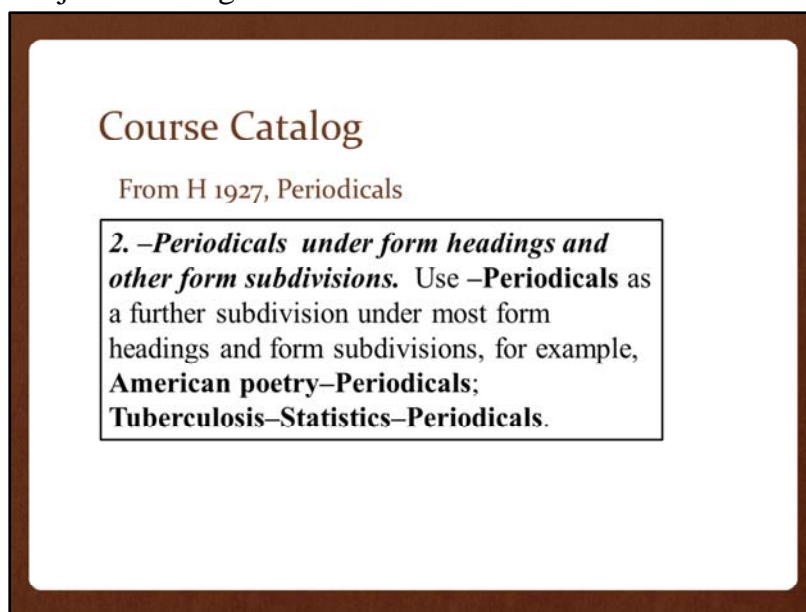 Course Catalog
From H 1927, Periodicals
2. –Periodicals under form headings and
other form subdivisions. Use –Periodicals as
a further subdivision under most form
headings and form subdivisions, for example,
American poetry–Periodicals;
Tuberculosis–Statistics–Periodicals.